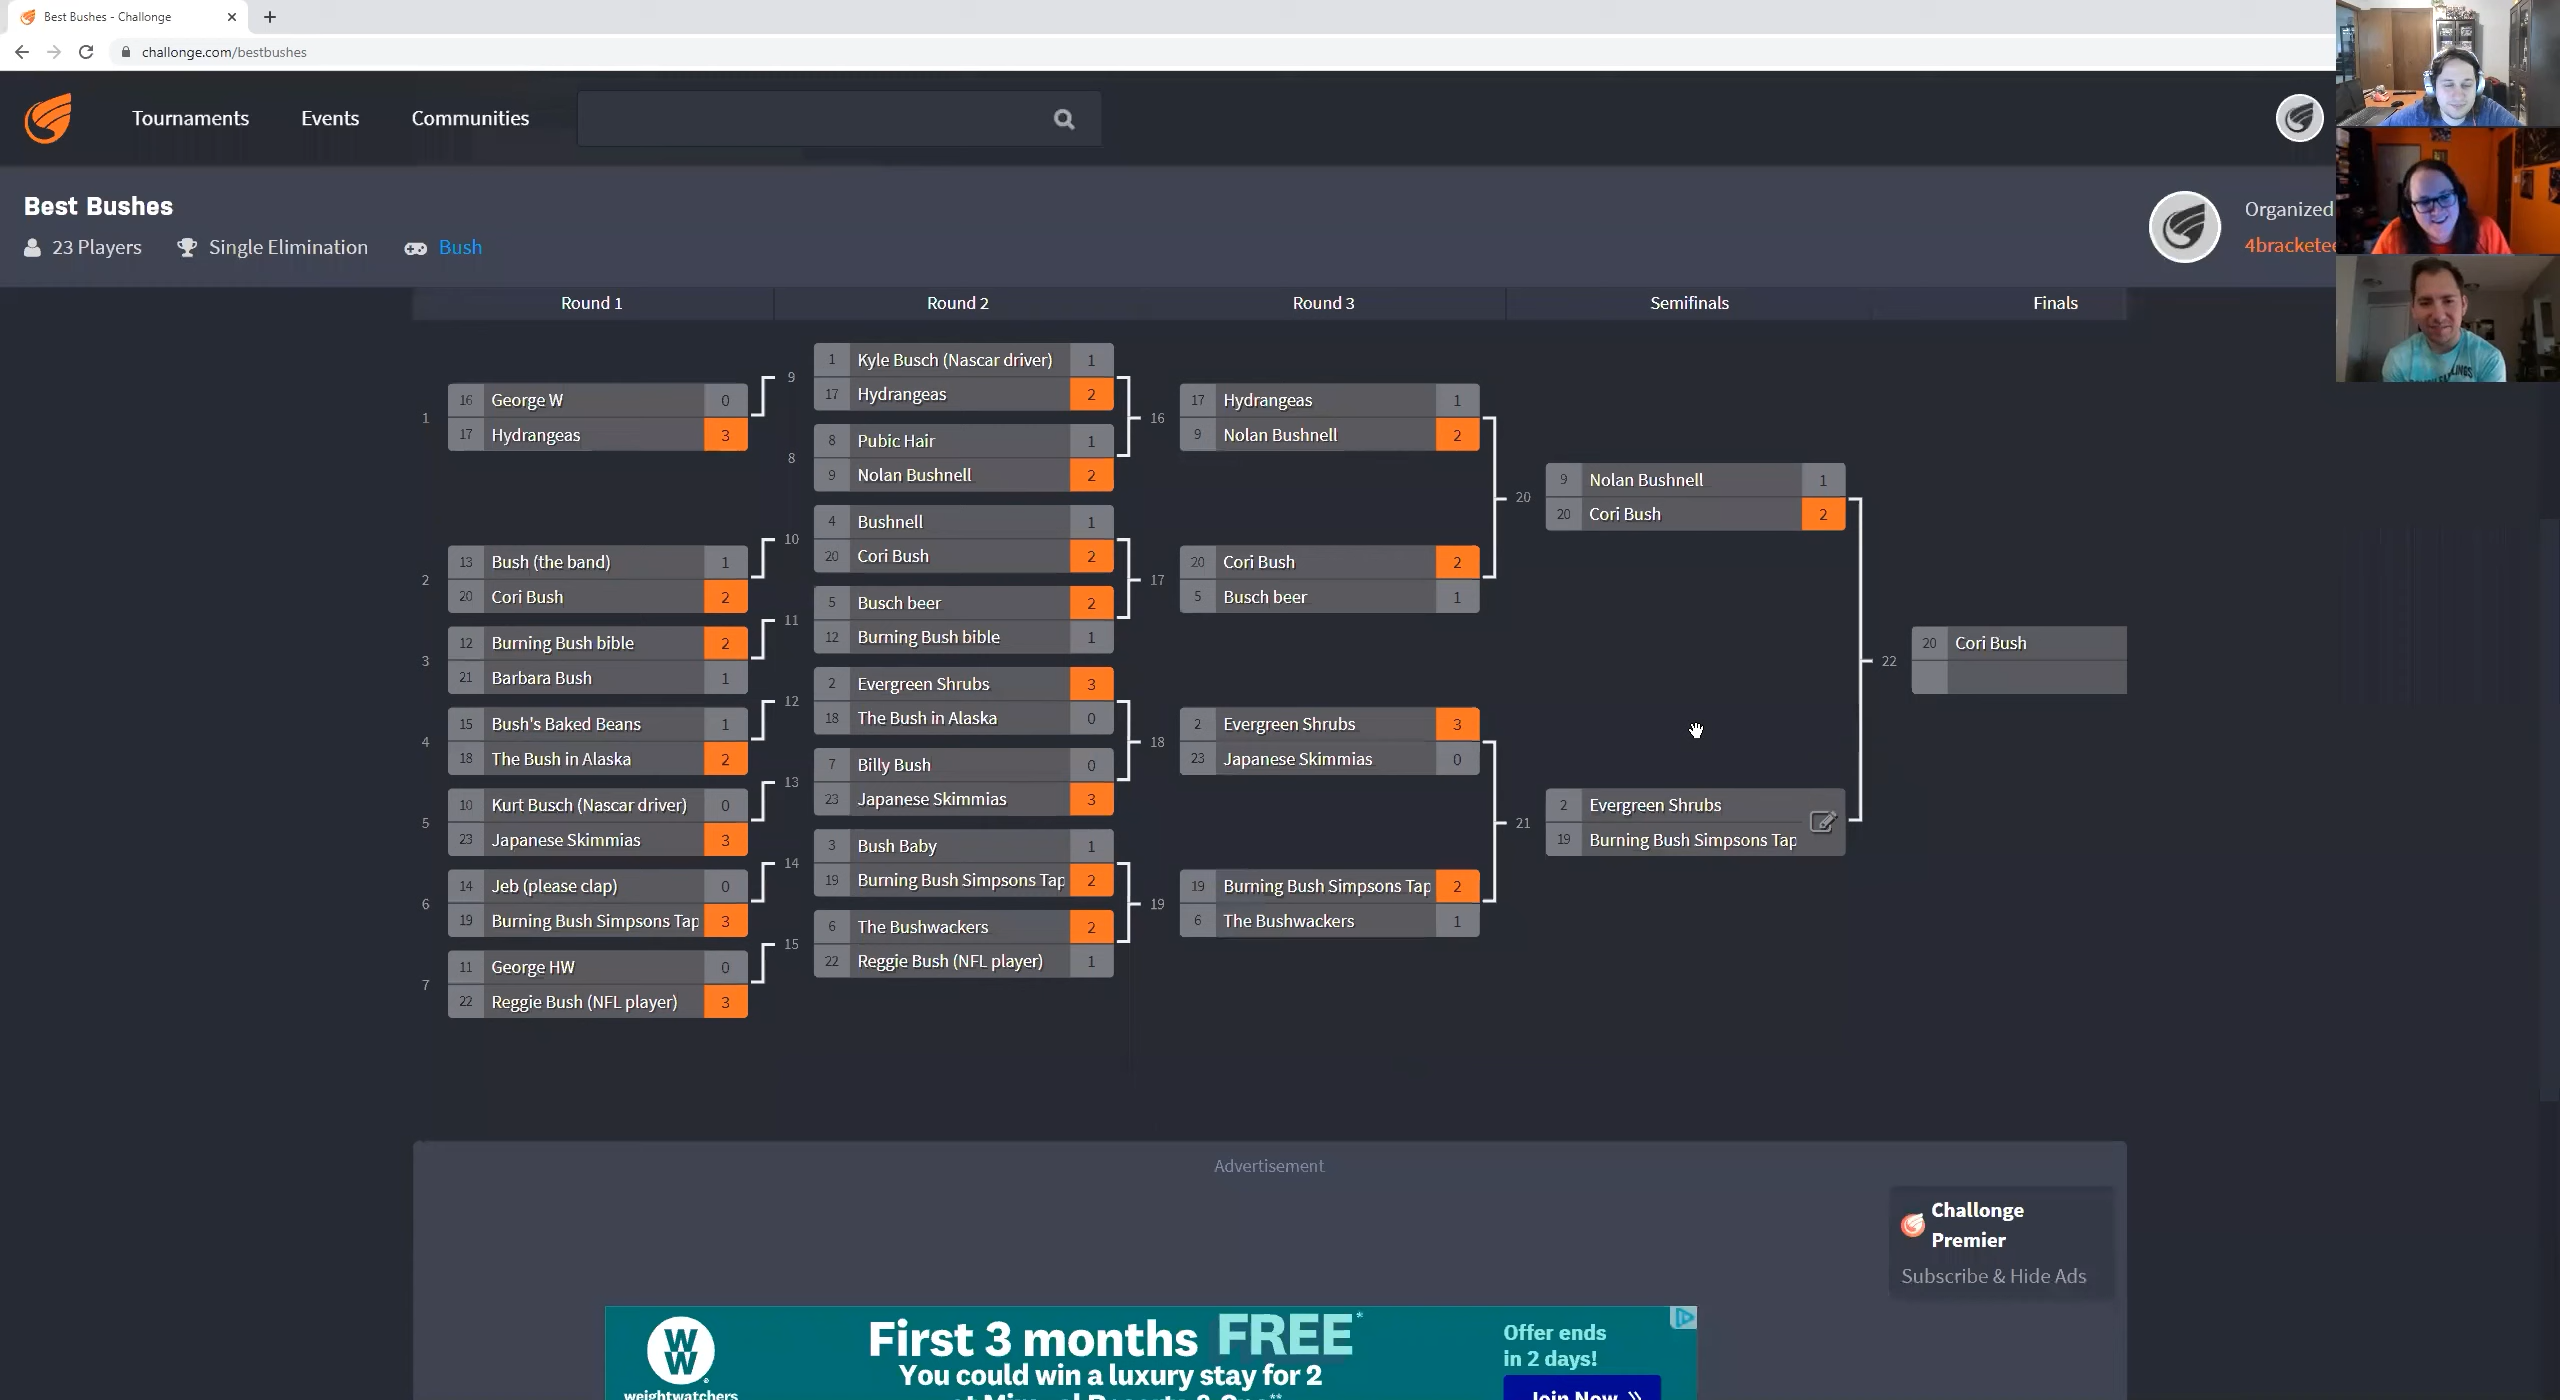 Best Bushes - Challonge
challonge.com/bestbushes
Tournaments Events Communities
Best Bushes
23 Players Single Elimination Bush
Organized
Round 1 Round 2 Round 3 Semifinals Finals
1
16 George W 0
17 Hydrangeas 3
2
13 Bush (the band) 1
20 Cori Bush 2
3
12 Burning Bush bible 2
21 Barbara Bush 1
4
15 Bush's Baked Beans 1
18 The Bush in Alaska 2
5
10 Kurt Busch (Nascar driver) 0
23 Japanese Skimmias 3
6
14 Jeb (please clap) 0
19 Burning Bush Simpsons Tap 3
7
11 George HW 0
22 Reggie Bush (NFL player) 3
9
1 Kyle Busch (Nascar driver) 1
17 Hydrangeas 2
8
8 Pubic Hair 1
9 Nolan Bushnell 2
10
4 Bushnell 1
20 Cori Bush 2
11
5 Busch beer 2
12 Burning Bush bible 1
12
2 Evergreen Shrubs 3
18 The Bush in Alaska 0
13
7 Billy Bush 0
23 Japanese Skimmias 3
14
3 Bush Baby 1
19 Burning Bush Simpsons Tap 2
15
6 The Bushwackers 2
22 Reggie Bush (NFL player) 1
16
17 Hydrangeas 1
9 Nolan Bushnell 2
17
20 Cori Bush 2
5 Busch beer 1
18
2 Evergreen Shrubs 3
23 Japanese Skimmias 0
19
19 Burning Bush Simpsons Tap 2
6 The Bushwackers 1
20
9 Nolan Bushnell 1
20 Cori Bush 2
21
2 Evergreen Shrubs
19 Burning Bush Simpsons Tap
22
20 Cori Bush
Advertisement
Challonge
Premier
Subscribe & Hide Ads
WW
weightwatchers
First 3 months FREE*
You could win a luxury stay for 2
Offer ends
in 2 days!
Join Now »